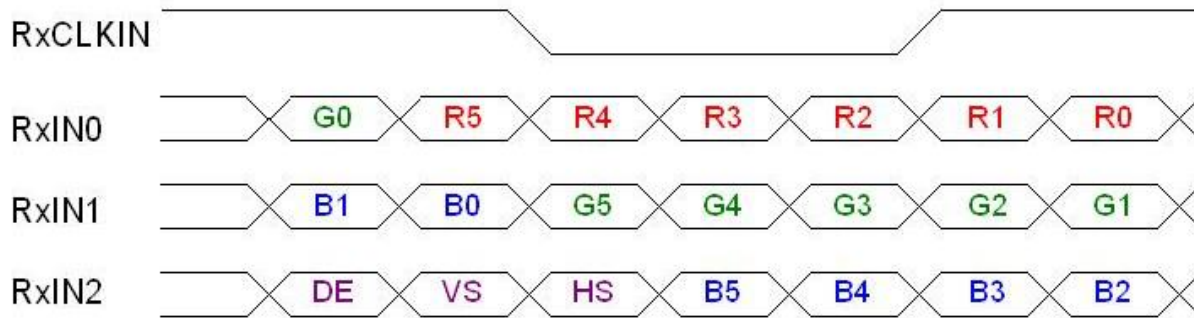 RxCLKIN
RxIN0 G0 R5 R4 R3 R2 R1 R0
RxIN1 B1 B0 G5 G4 G3 G2 G1
RxIN2 DE VS HS B5 B4 B3 B2